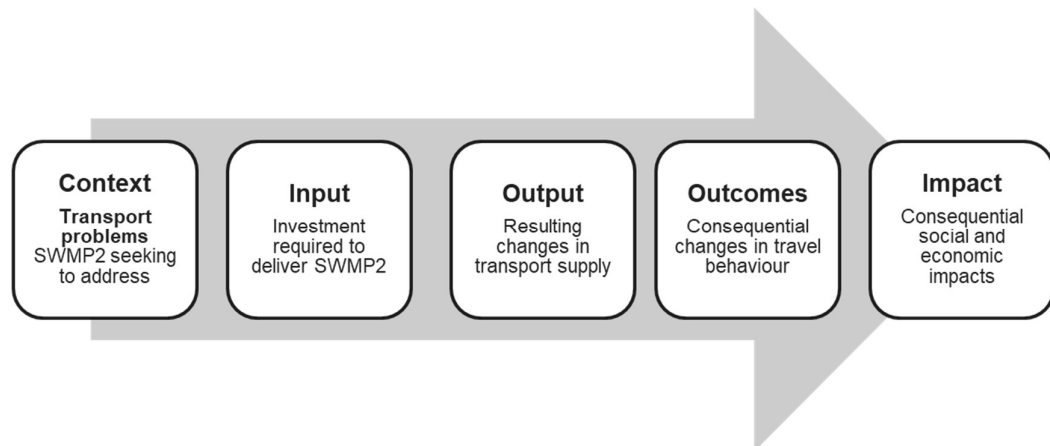 Context
Transport
problems
SWMP2 seeking
to address
Input
Investment
required to
deliver SWMP2
Output
Resulting
changes in
transport supply
Outcomes
Consequential
changes in travel
behaviour
Impact
Consequential
social and
economic
impacts